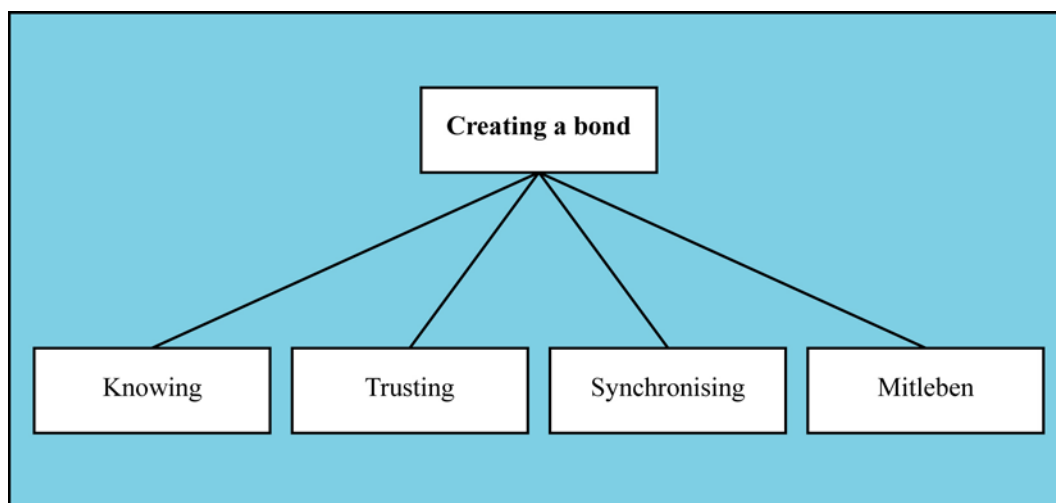 Creating a bond
Knowing
Trusting
Synchronising
Mitleben